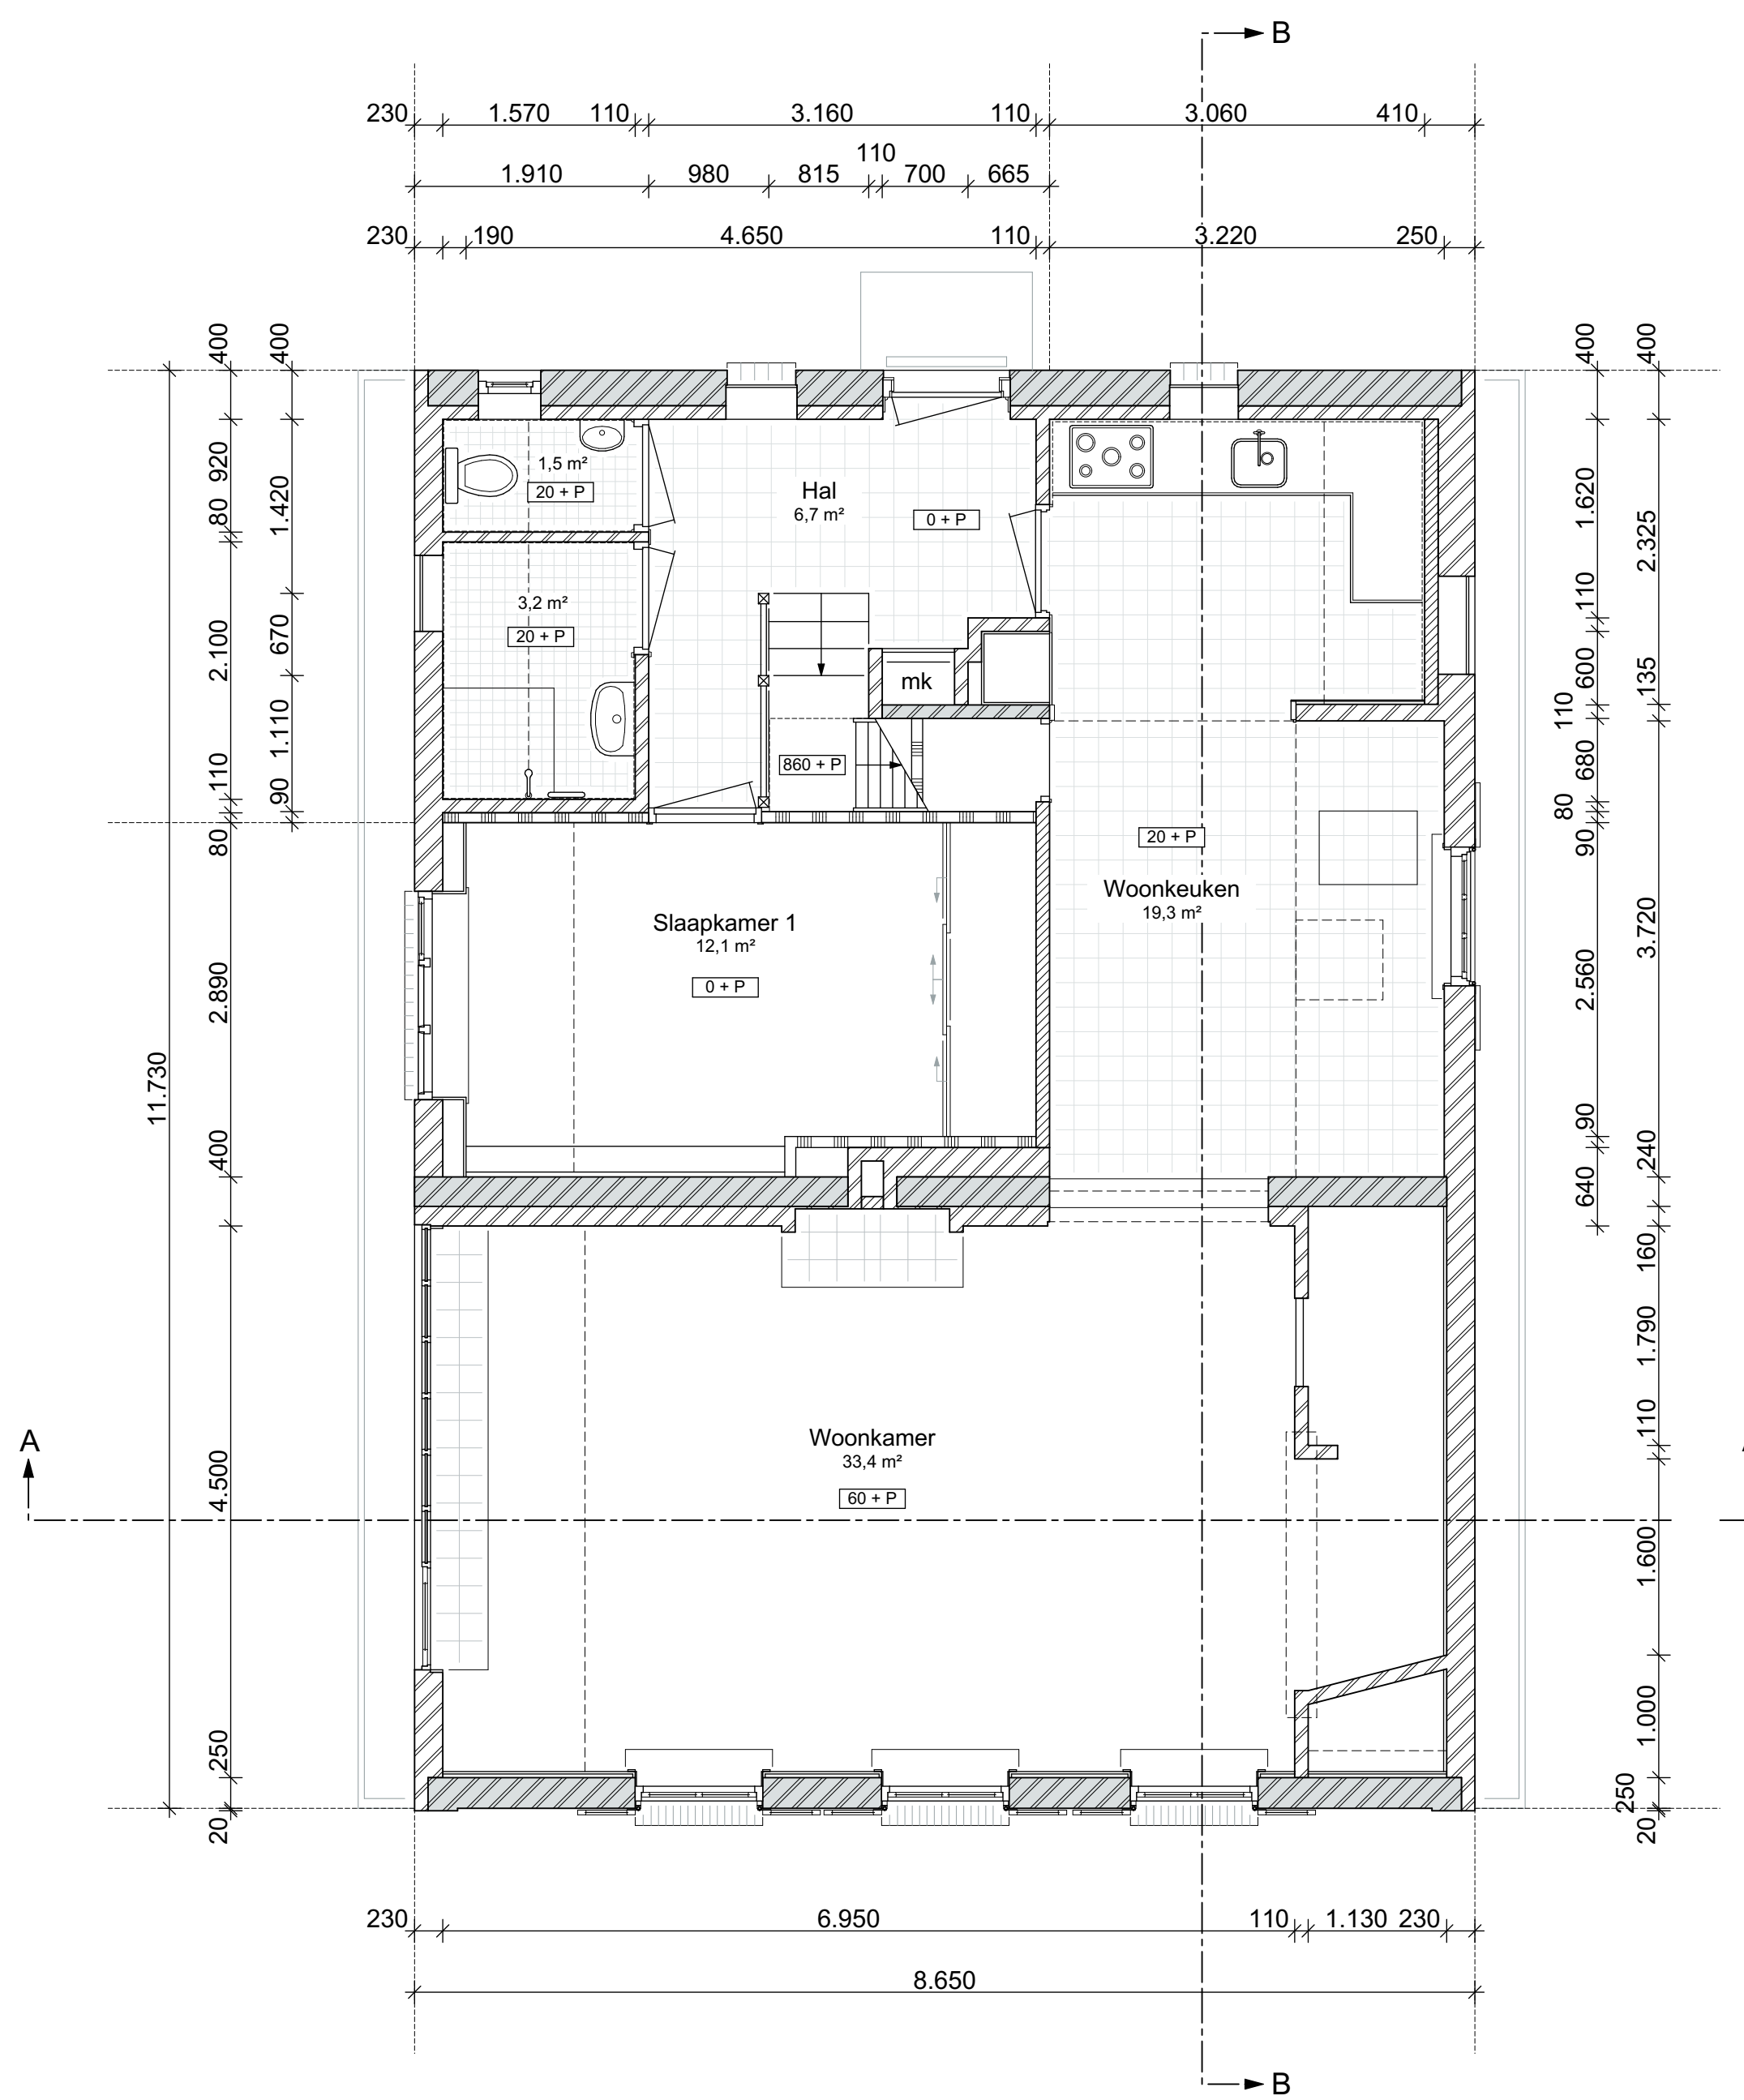 B
230 1.570 110 3.160 110 3.060 410
110
1.910 980 815 700 665
230 190 4.650 110 3.220 250
400 400 400 400
920 80 2.100 110 80 2.890 400 4.500 250 20
1.420 670 1.110 90
11.730
1.620 110 600 110 680 80 90 2.560 90 640
2.325 135 3.720 240 160 1.790 110 1.600 1.000 250 20
1,5 m²
20 + P
Hal
6,7 m²
0 + P
3,2 m²
20 + P
mk
860 + P
20 + P
Woonkeuken
19,3 m²
Slaapkamer 1
12,1 m²
0 + P
A
Woonkamer
33,4 m²
60 + P
230 6.950 110 1.130 230
8.650
B